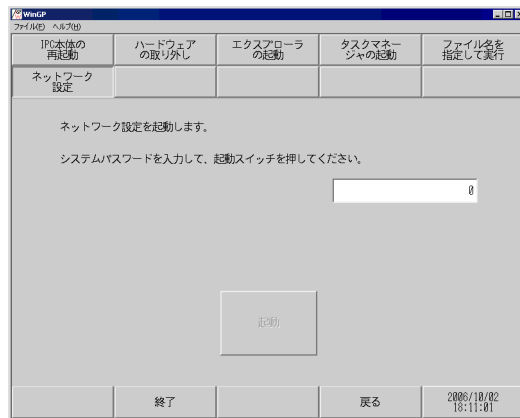 WinGP
ファイル(F) ヘルプ(H)
IPC本体の
再起動
ハードウェア
の取り外し
エクスプローラ
の起動
タスクマネー
ジャの起動
ファイル名を
指定して実行
ネットワーク
設定
ネットワーク設定を起動します。
システムパスワードを入力して、起動スイッチを押してください。
0
起動
終了
戻る
2006/10/02
18:11:01